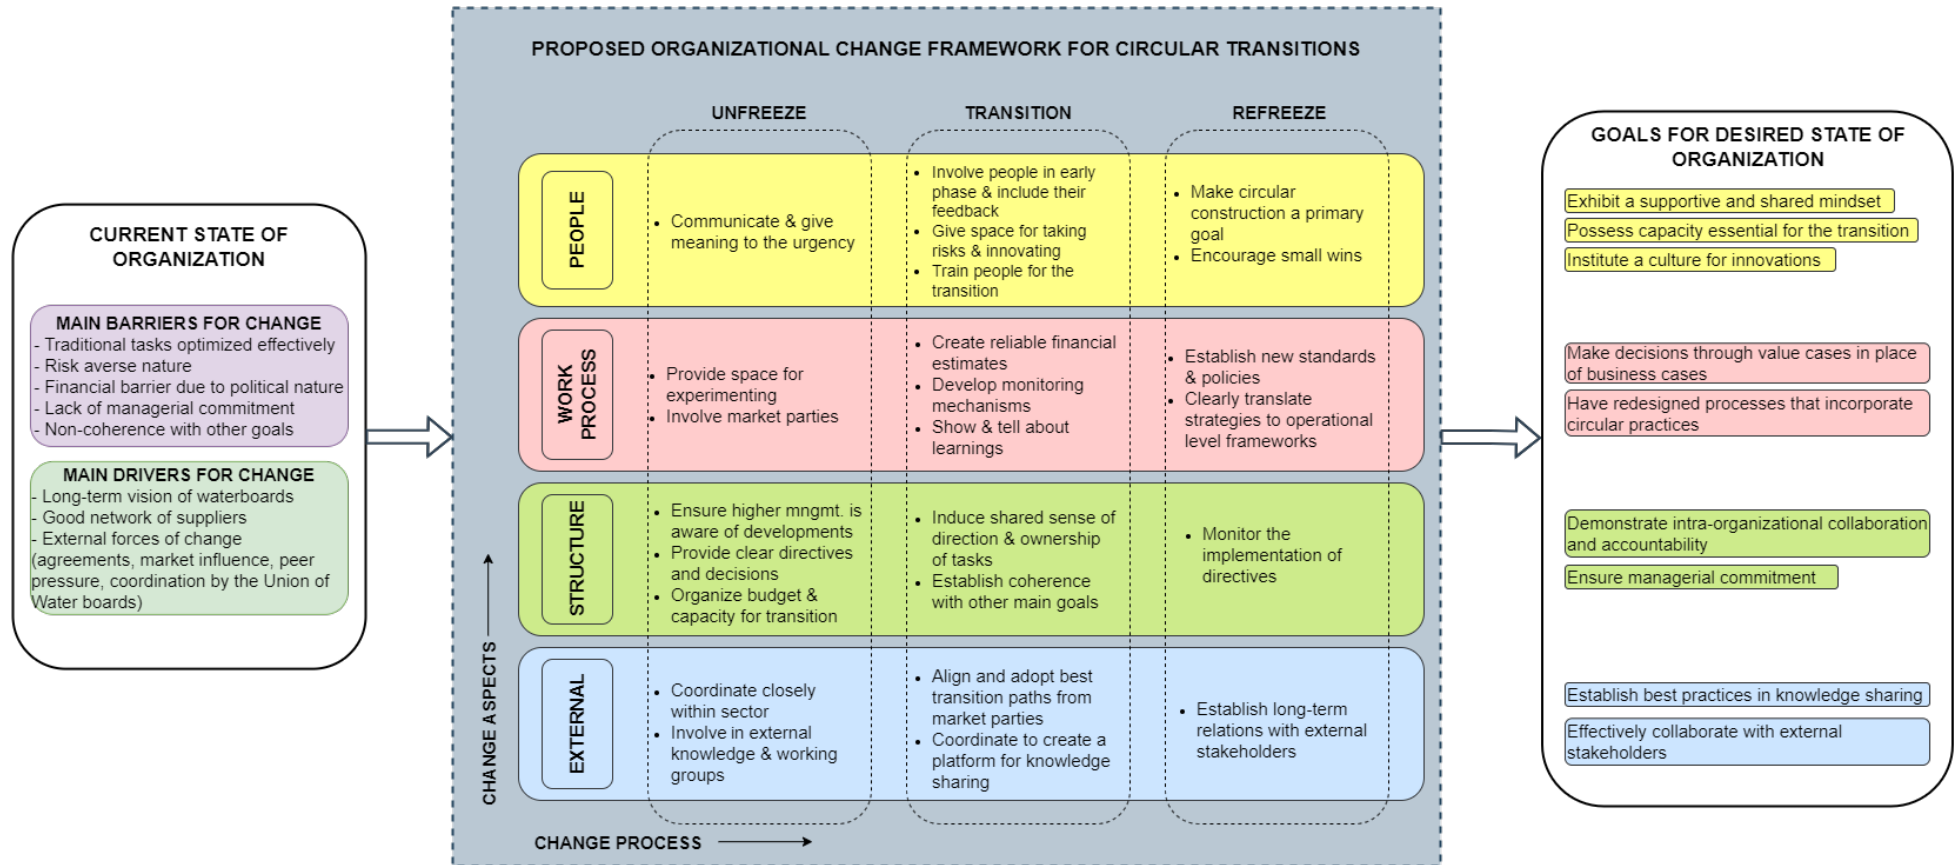 CURRENT STATE OF
ORGANIZATION
MAIN BARRIERS FOR CHANGE
- Traditional tasks optimized effectively
- Risk averse nature
- Financial barrier due to political nature
- Lack of managerial commitment
- Non-coherence with other goals
MAIN DRIVERS FOR CHANGE
- Long-term vision of waterboards
- Good network of suppliers
- External forces of change
(agreements, market influence, peer
pressure, coordination by the Union of
Water boards)
PROPOSED ORGANIZATIONAL CHANGE FRAMEWORK FOR CIRCULAR TRANSITIONS
UNFREEZE
TRANSITION
REFREEZE
PEOPLE
• Communicate & give
meaning to the urgency
• Involve people in early
phase & include their
feedback
• Give space for taking
risks & innovating
• Train people for the
transition
• Make circular
construction a primary
goal
• Encourage small wins
WORK
PROCESS
• Provide space for
experimenting
• Involve market parties
• Create reliable financial
estimates
• Develop monitoring
mechanisms
• Show & tell about
learnings
• Establish new standards
& policies
• Clearly translate
strategies to operational
level frameworks
STRUCTURE
• Ensure higher mngmt. is
aware of developments
• Provide clear directives
and decisions
• Organize budget &
capacity for transition
• Induce shared sense of
direction & ownership
of tasks
• Establish coherence
with other main goals
• Monitor the
implementation of
directives
EXTERNAL
• Coordinate closely
within sector
• Involve in external
knowledge & working
groups
• Align and adopt best
transition paths from
market parties
• Coordinate to create a
platform for knowledge
sharing
• Establish long-term
relations with external
stakeholders
CHANGE ASPECTS
CHANGE PROCESS
GOALS FOR DESIRED STATE OF
ORGANIZATION
Exhibit a supportive and shared mindset
Possess capacity essential for the transition
Institute a culture for innovations
Make decisions through value cases in place
of business cases
Have redesigned processes that incorporate
circular practices
Demonstrate intra-organizational collaboration
and accountability
Ensure managerial commitment
Establish best practices in knowledge sharing
Effectively collaborate with external
stakeholders